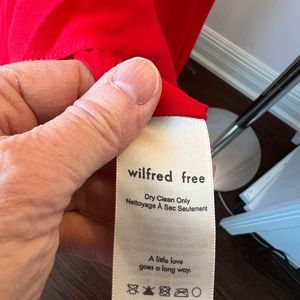 wilfred free
Dry Clean Only
Nettoyage À Sec Seulement
A little love
goes a long way.